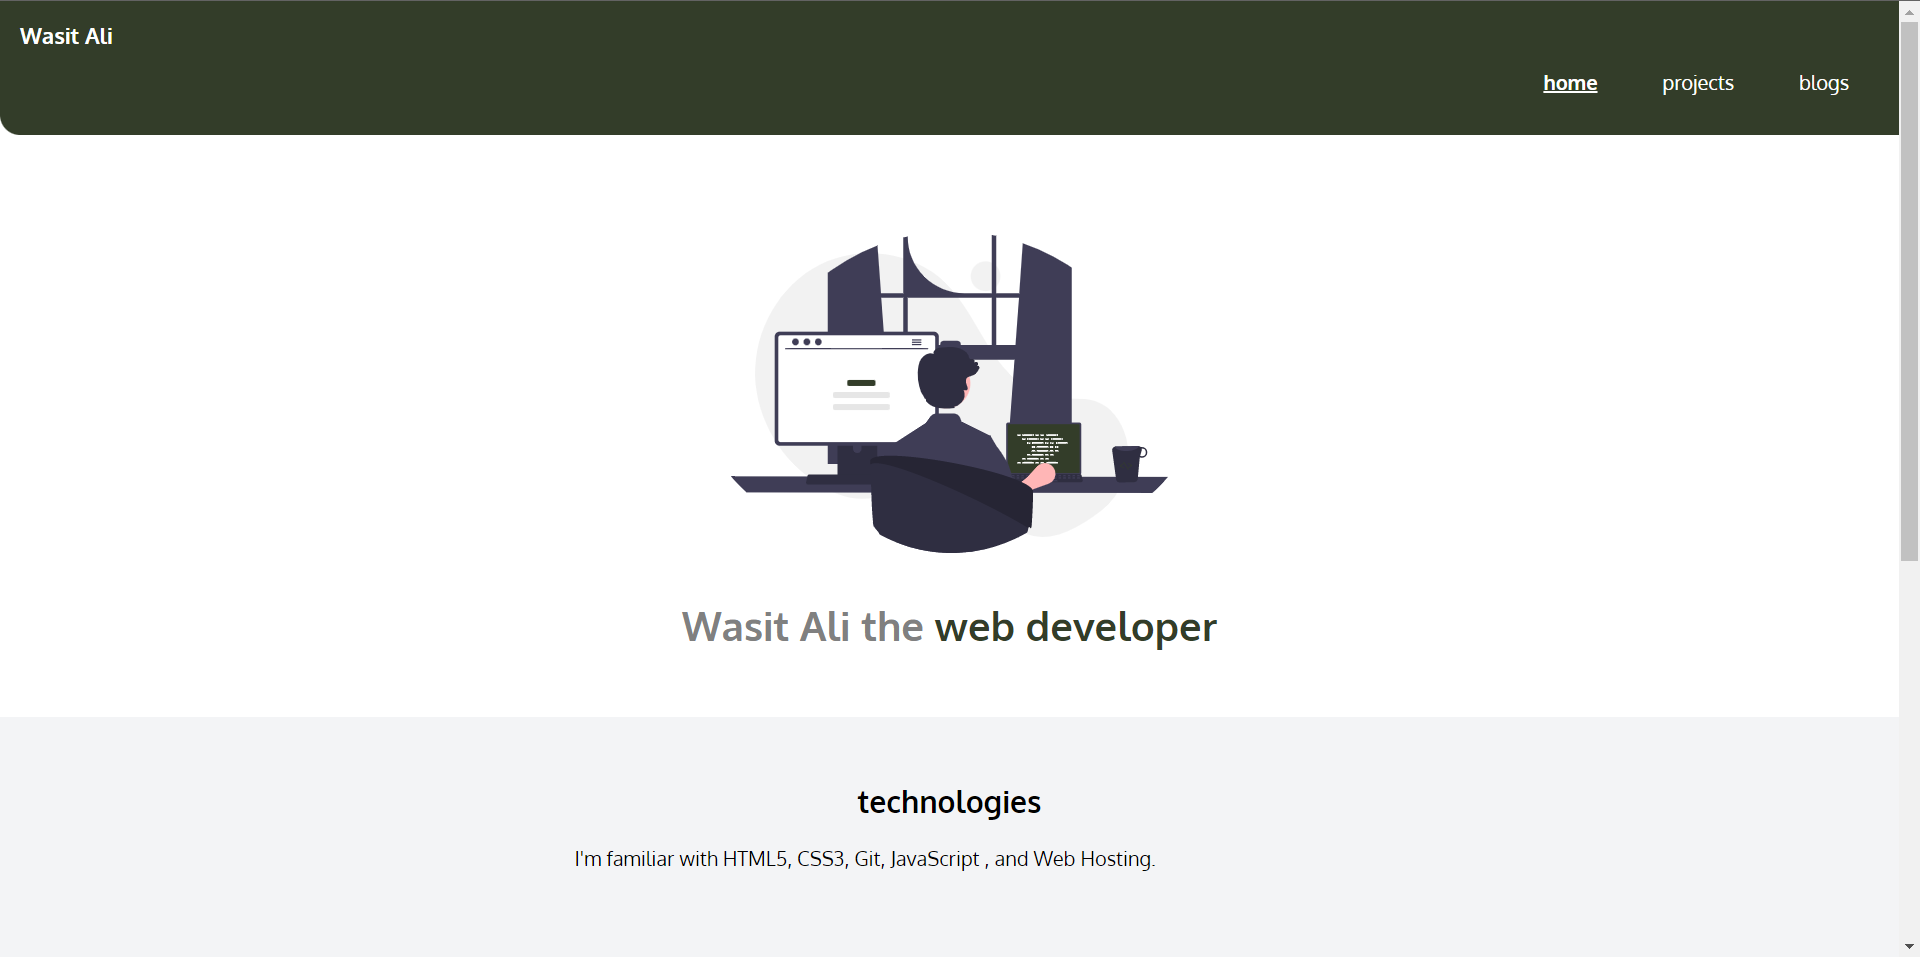 Wasit Ali
home projects blogs
Wasit Ali the web developer
technologies
I'm familiar with HTML5, CSS3, Git, JavaScript , and Web Hosting.